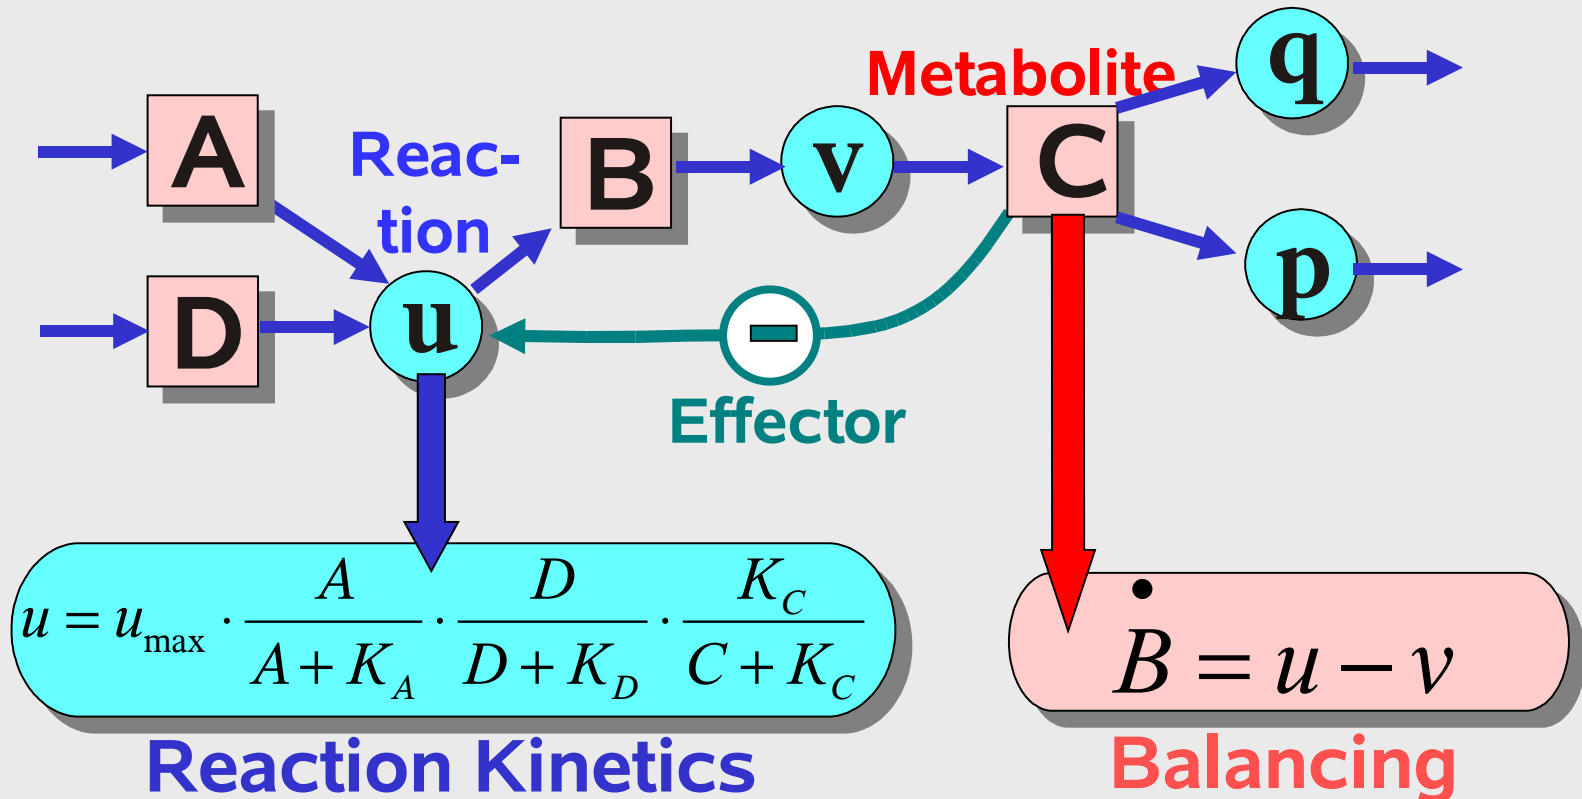 Metabolite
q
A
Reac-
tion
B
v
C
D
u
-
p
Effector
u = u_max · A / (A + K_A) · D / (D + K_D) · K_C / (C + K_C)
Ḃ = u − v
Reaction Kinetics
Balancing